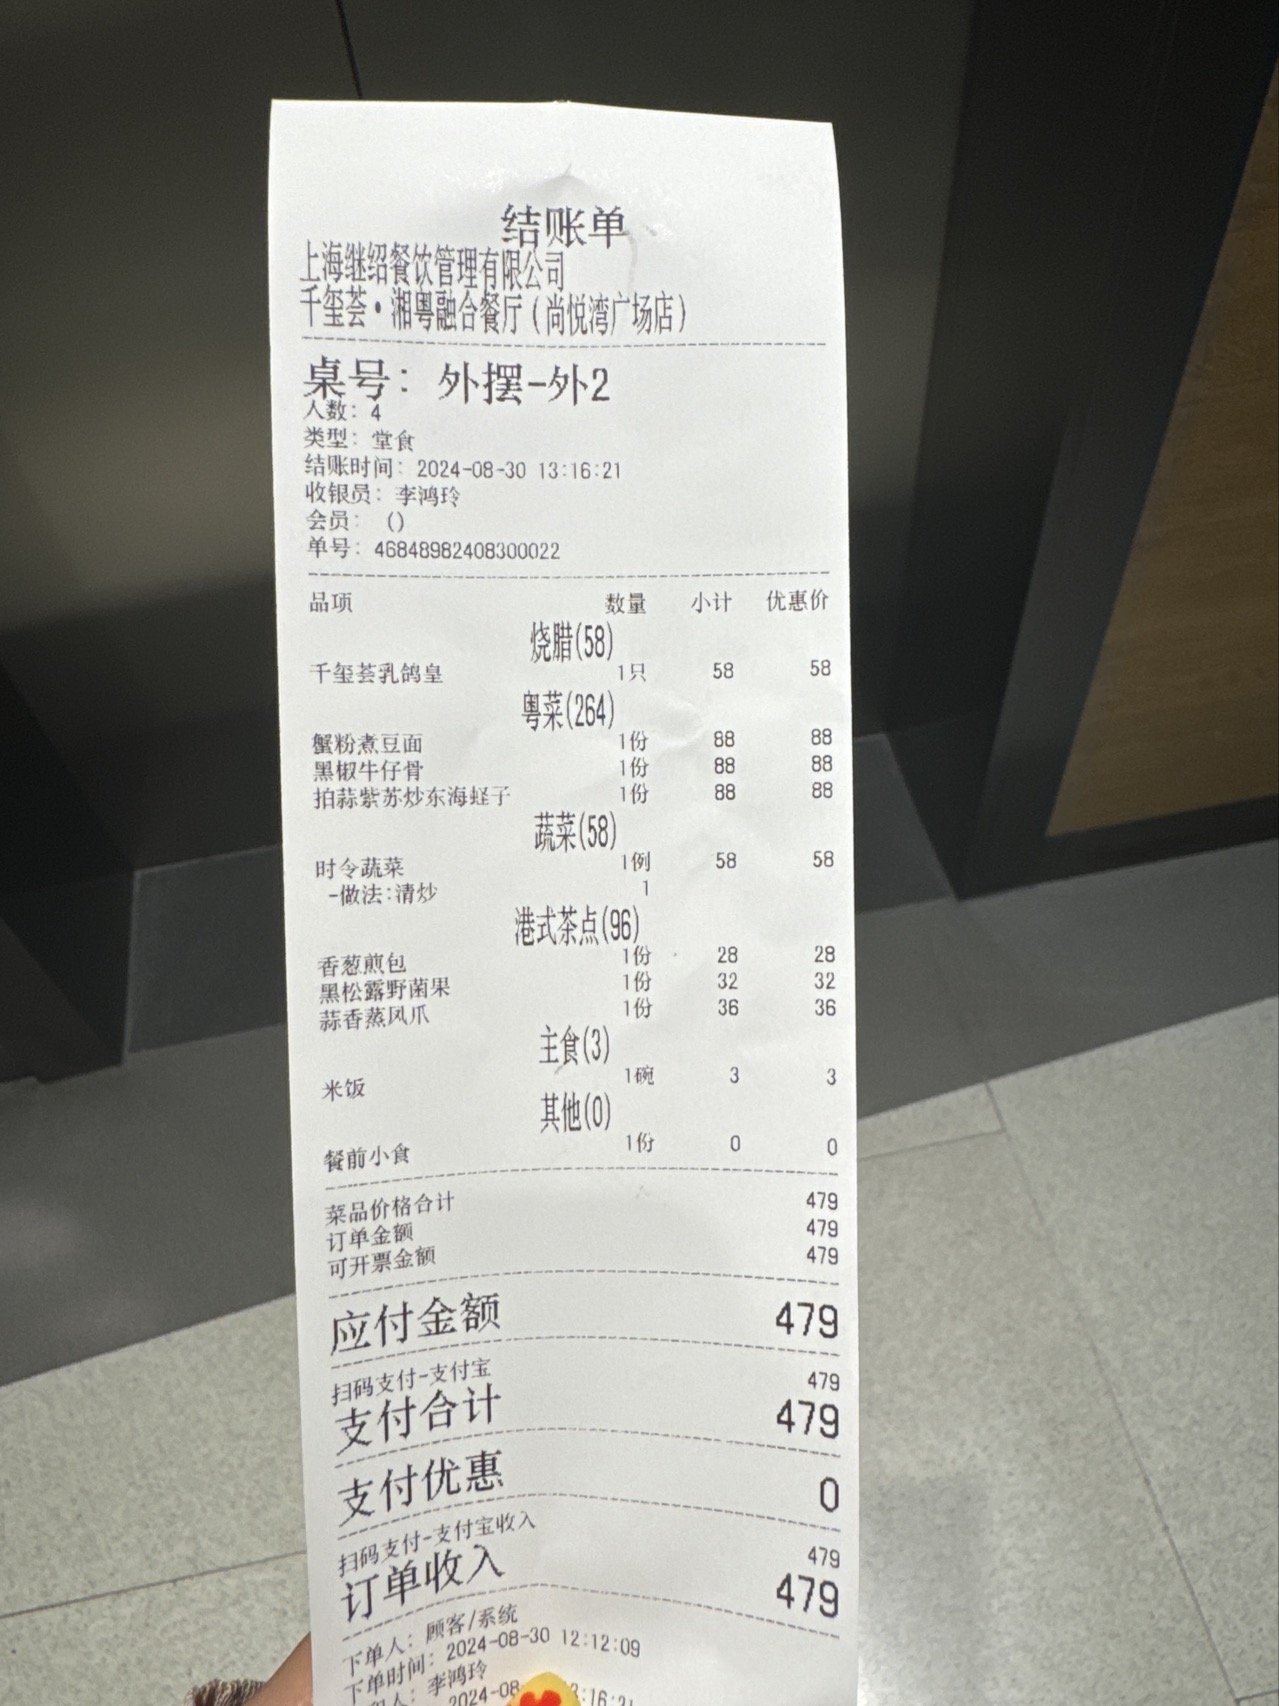 结账单
上海继绍餐饮管理有限公司
千玺荟·湘粤融合餐厅(尚悦湾广场店)
桌号: 外摆-外2
人数: 4
类型: 堂食
结账时间: 2024-08-30 13:16:21
收银员: 李鸿玲
会员: ()
单号: 46848982408300022
品项 数量 小计 优惠价
烧腊(58)
千玺荟乳鸽皇 1只 58 58
粤菜(264)
蟹粉煮豆面 1份 88 88
黑椒牛仔骨 1份 88 88
拍蒜紫苏炒东海蛏子 1份 88 88
蔬菜(58)
时令蔬菜 1例 58 58
-做法:清炒 1
港式茶点(96)
香葱煎包 1份 28 28
黑松露野菌果 1份 32 32
蒜香蒸凤爪 1份 36 36
主食(3)
米饭 1碗 3 3
其他(0)
餐前小食 1份 0 0
菜品价格合计 479
订单金额 479
可开票金额 479
应付金额 479
扫码支付-支付宝 479
支付合计 479
支付优惠 0
扫码支付-支付宝收入 479
订单收入 479
下单人: 顾客/系统
下单时间: 2024-08-30 12:12:09
人: 李鸿玲
2024-08- 3:16:21